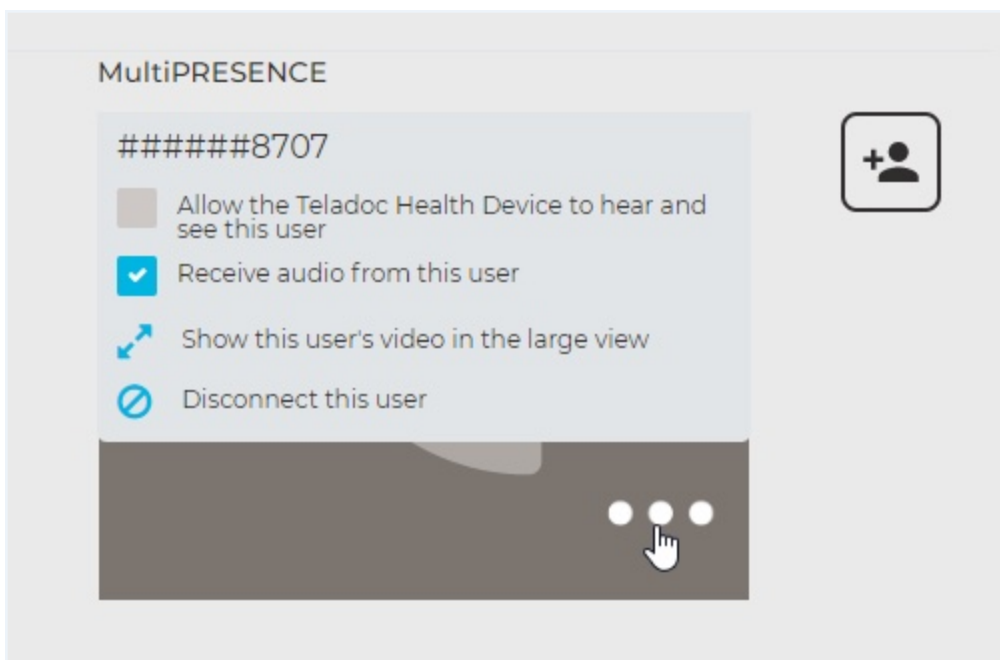 MultiPRESENCE
######8707
Allow the Teladoc Health Device to hear and
see this user
Receive audio from this user
Show this user's video in the large view
Disconnect this user